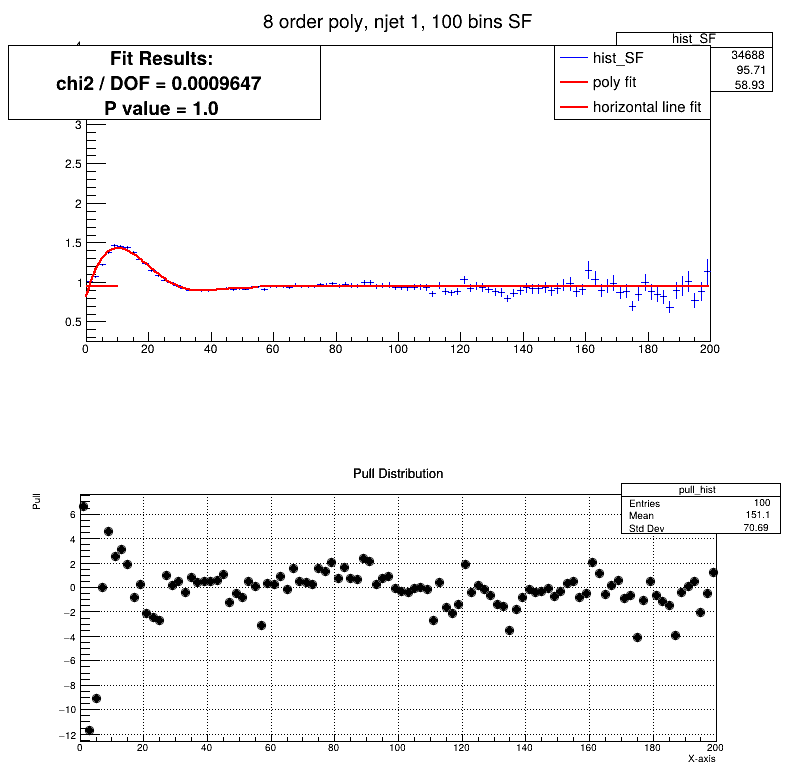 8 order poly, njet 1, 100 bins SF
hist_SF
34688
95.71
58.93
Fit Results:
chi2 / DOF = 0.0009647
P value = 1.0
hist_SF
poly fit
horizontal line fit
3
2.5
2
1.5
1
0.5
0 20 40 60 80 100 120 140 160 180 200
Pull Distribution
Pull
pull_hist
Entries 100
Mean 151.1
Std Dev 70.69
6
4
2
0
−2
−4
−6
−8
−10
−12
0 20 40 60 80 100 120 140 160 180 200
X-axis